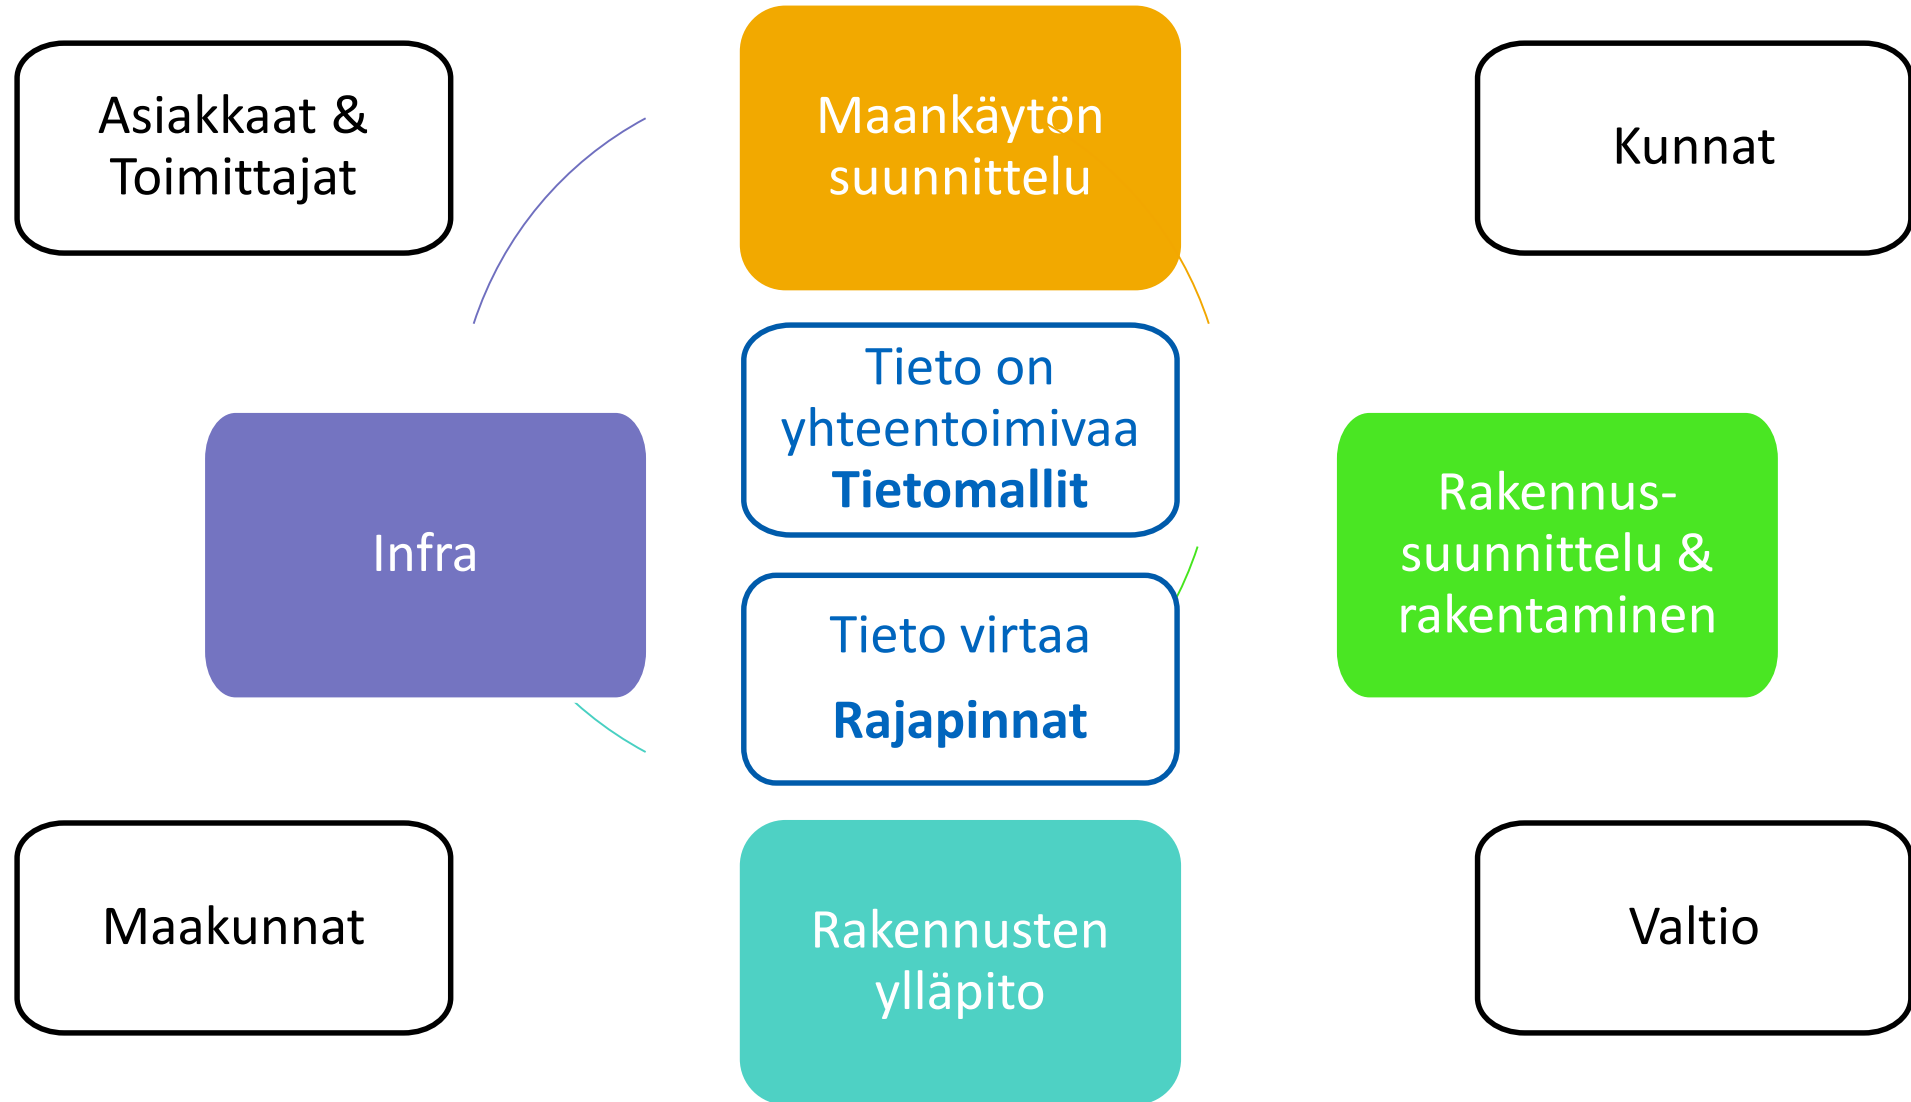 Asiakkaat &
Toimittajat
Maankäytön
suunnittelu
Kunnat
Tieto on
yhteentoimivaa
Tietomallit
Infra
Rakennus-
suunnittelu &
rakentaminen
Tieto virtaa
Rajapinnat
Maakunnat
Rakennusten
ylläpito
Valtio